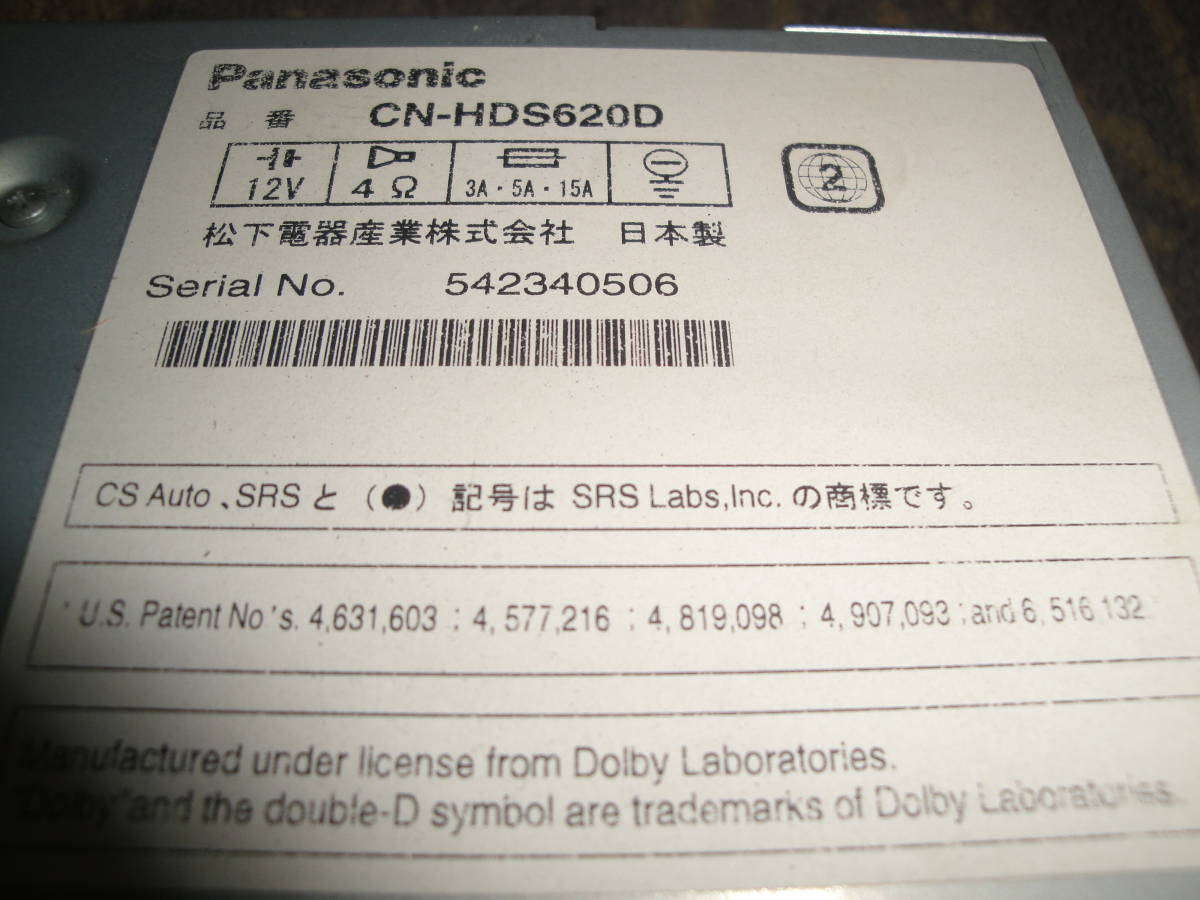 Panasonic
品 番 CN-HDS620D
12V 4 Ω 3A・5A・15A 2
松下電器産業株式会社 日本製
Serial No. 542340506
CS Auto、SRSと（●）記号は SRS Labs,Inc. の商標です。
U.S. Patent No's. 4,631,603 ; 4,577,216 ; 4,819,098 ; 4,907,093 ; and 6,516,132
Manufactured under license from Dolby Laboratories.
"Dolby" and the double-D symbol are trademarks of Dolby Laboratories.